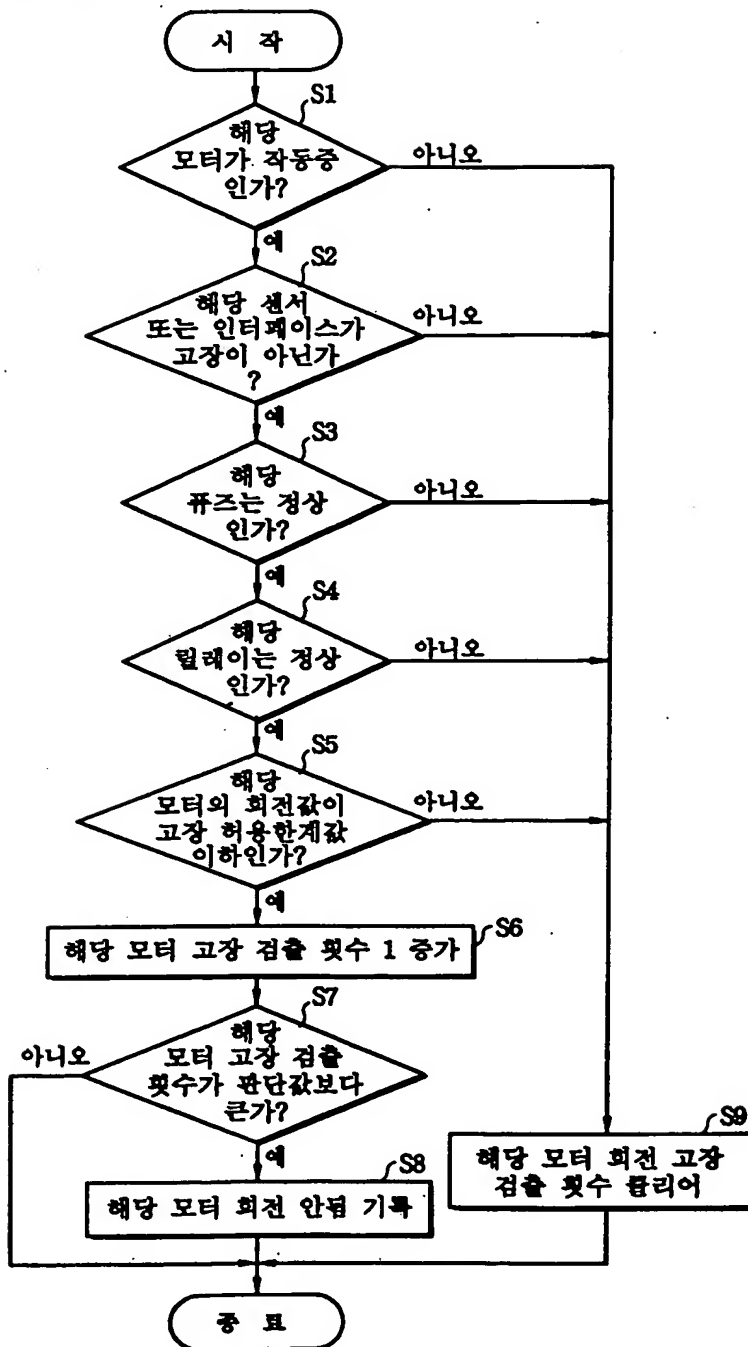 시 작
S1
해당
모터가 작동중
인가?
아니오
예
S2
해당 센서
또는 인터페이스가
고장이 아닌가
?
아니오
예
S3
해당
퓨즈는 정상
인가?
아니오
예
S4
해당
릴레이는 정상
인가?
아니오
예
S5
해당
모터의 회전값이
고장 허용한계값
이하인가?
아니오
예
S6
해당 모터 고장 검출 횟수 1 증가
S7
해당
모터 고장 검출
횟수가 판단값보다
큰가?
아니오
예
S8
해당 모터 회전 안됨 기록
S9
해당 모터 회전 고장
검출 횟수 클리어
종 료